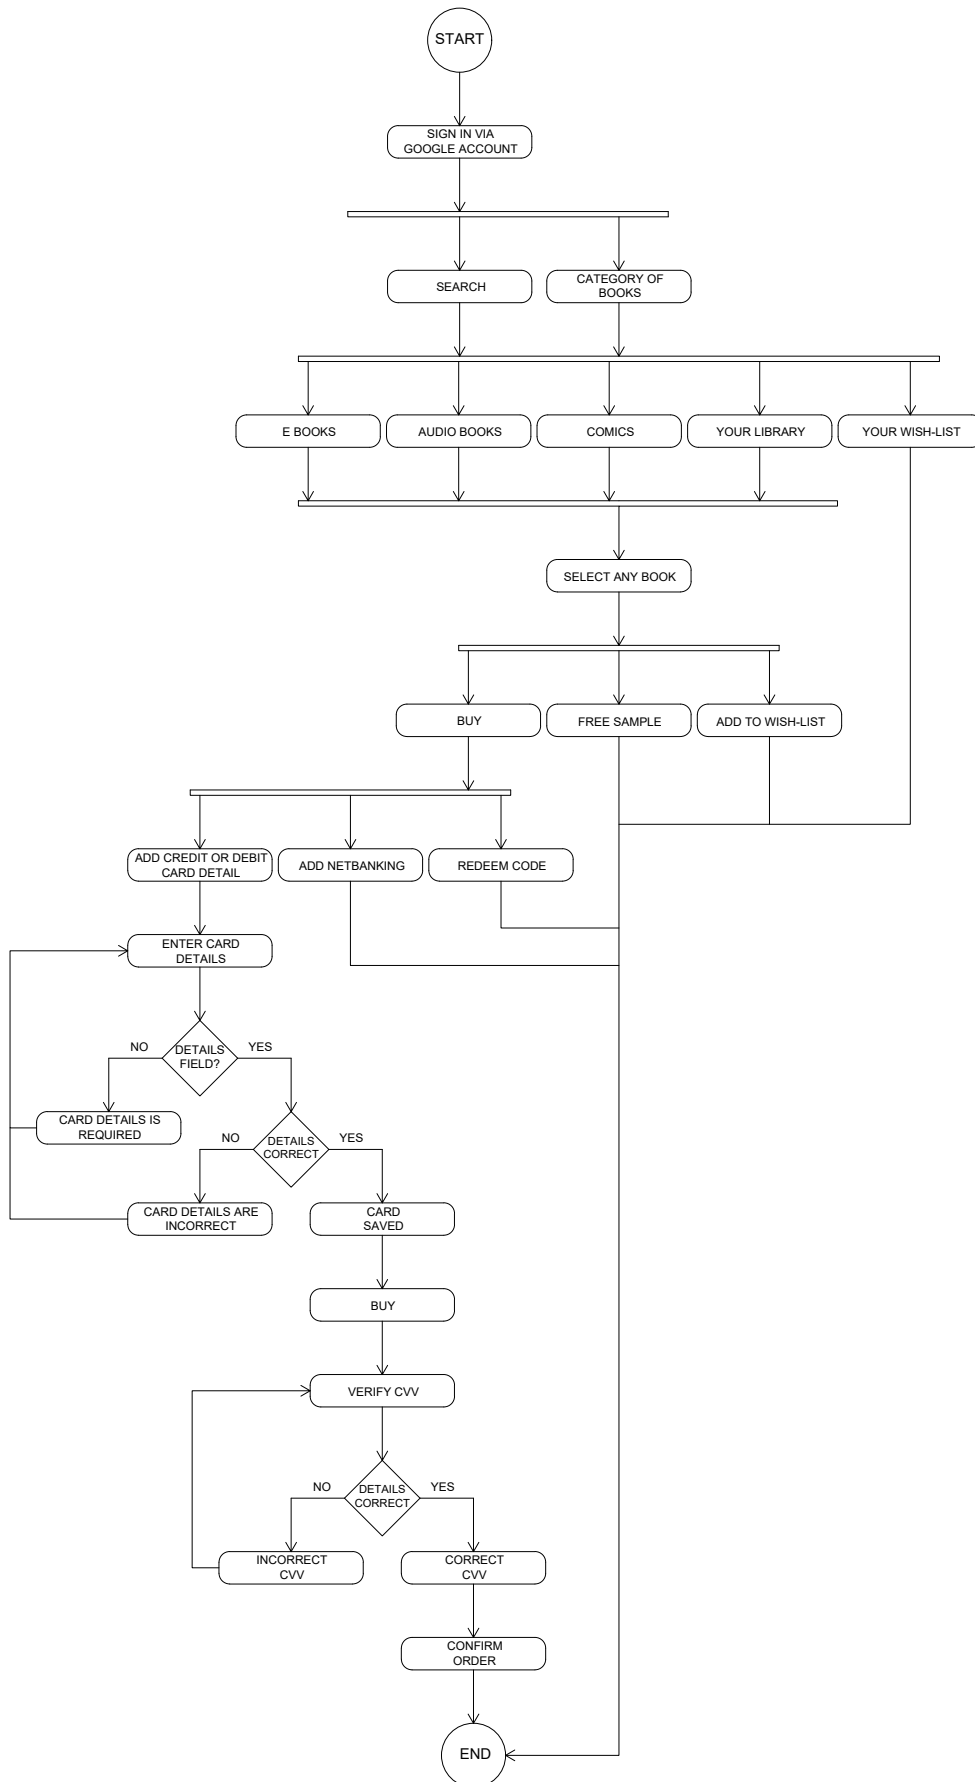 START
SIGN IN VIA
GOOGLE ACCOUNT
SEARCH
CATEGORY OF
BOOKS
E BOOKS
AUDIO BOOKS
COMICS
YOUR LIBRARY
YOUR WISH-LIST
SELECT ANY BOOK
BUY
FREE SAMPLE
ADD TO WISH-LIST
ADD CREDIT OR DEBIT
CARD DETAIL
ADD NETBANKING
REDEEM CODE
ENTER CARD
DETAILS
NO
DETAILS
FIELD?
YES
CARD DETAILS IS
REQUIRED
NO
DETAILS
CORRECT
YES
CARD DETAILS ARE
INCORRECT
CARD
SAVED
BUY
VERIFY CVV
NO
DETAILS
CORRECT
YES
INCORRECT
CVV
CORRECT
CVV
CONFIRM
ORDER
END